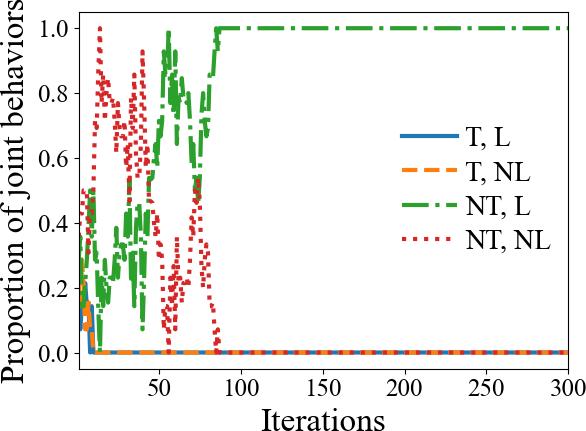 Proportion of joint behaviors
1.0
0.8
0.6
0.4
0.2
0.0
T, L
T, NL
NT, L
NT, NL
50
100
150
200
250
300
Iterations